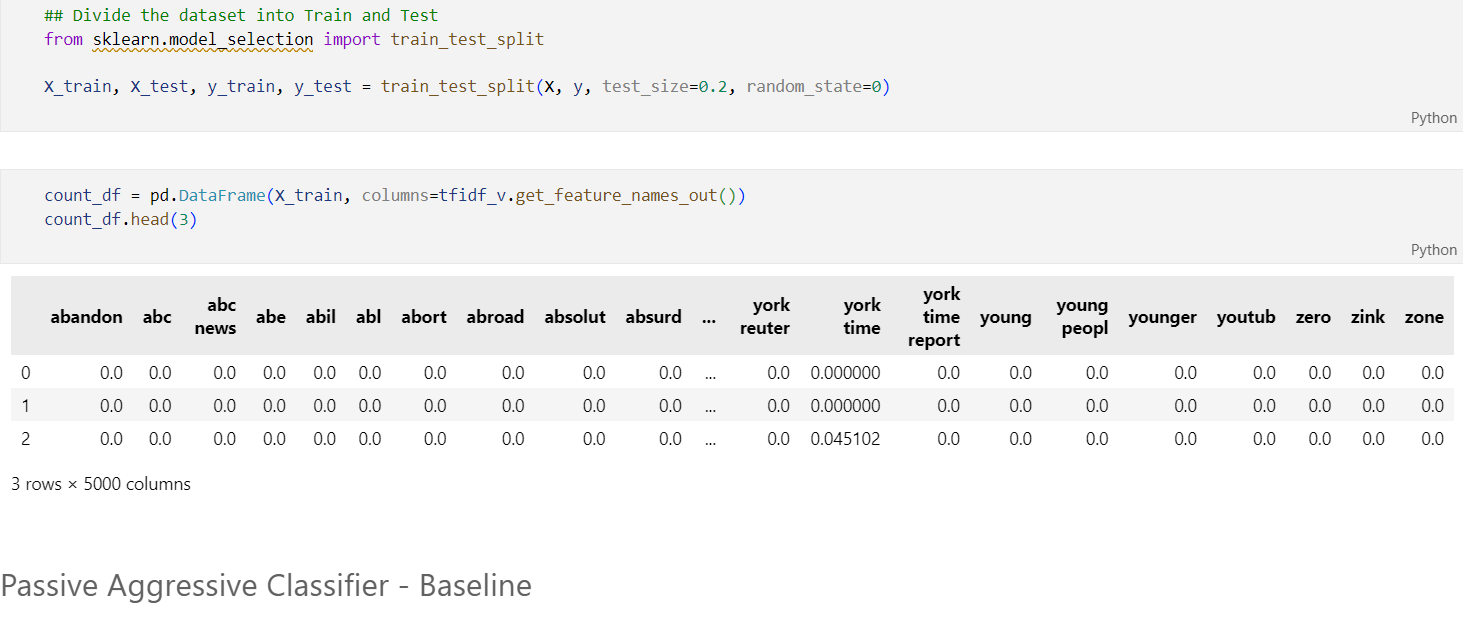 ## Divide the dataset into Train and Test
from sklearn.model_selection import train_test_split
X_train, X_test, y_train, y_test = train_test_split(X, y, test_size=0.2, random_state=0)
Python
count_df = pd.DataFrame(X_train, columns=tfidf_v.get_feature_names_out())
count_df.head(3)
Python
abandon abc abc news abe abil abl abort abroad absolut absurd ... york reuter york time york time report young young peopl younger youtub zero zink zone
0 0.0 0.0 0.0 0.0 0.0 0.0 0.0 0.0 0.0 0.0 ... 0.0 0.000000 0.0 0.0 0.0 0.0 0.0 0.0 0.0 0.0
1 0.0 0.0 0.0 0.0 0.0 0.0 0.0 0.0 0.0 0.0 ... 0.0 0.000000 0.0 0.0 0.0 0.0 0.0 0.0 0.0 0.0
2 0.0 0.0 0.0 0.0 0.0 0.0 0.0 0.0 0.0 0.0 ... 0.0 0.045102 0.0 0.0 0.0 0.0 0.0 0.0 0.0 0.0
3 rows × 5000 columns
Passive Aggressive Classifier - Baseline